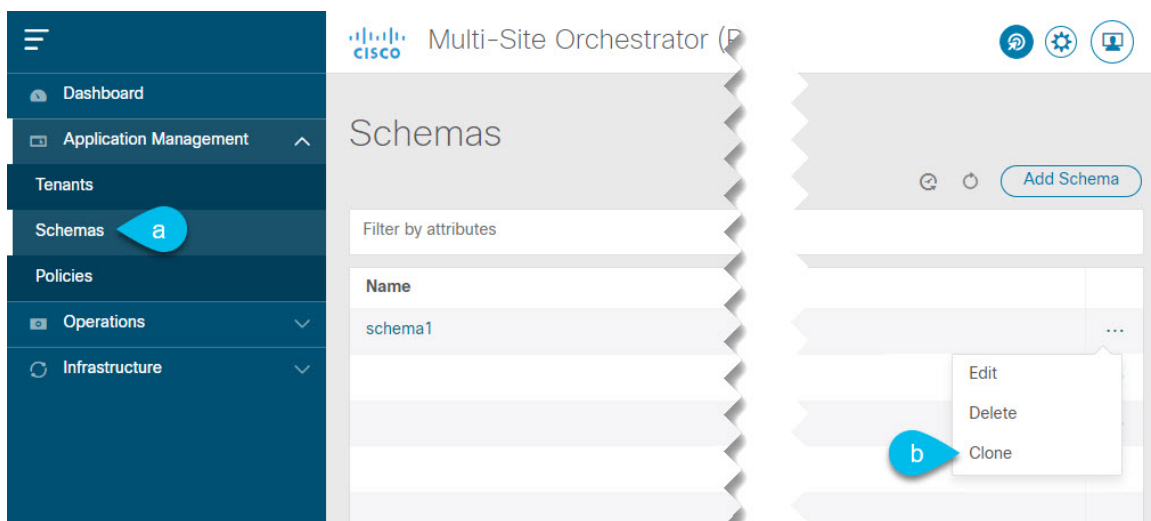 CISCO
Multi-Site Orchestrator (
Dashboard
Application Management
Tenants
Schemas
a
Policies
Operations
Infrastructure
Schemas
Add Schema
Filter by attributes
Name
schema1
...
Edit
Delete
b
Clone